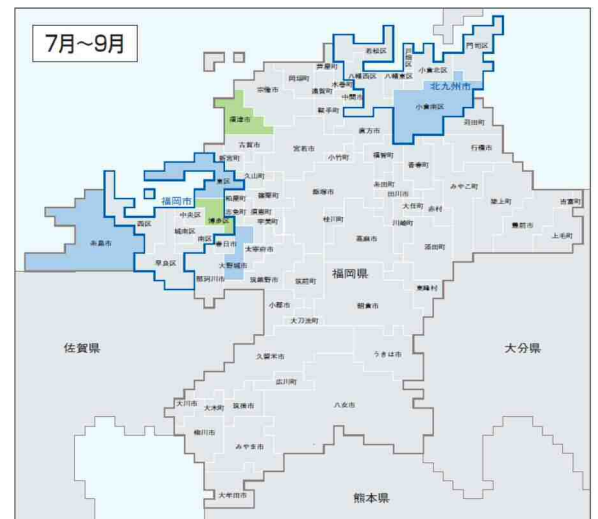 7月～9月
門司区
若松区
戸畑区
芦屋町
小倉北区
水巻町
岡垣町
八幡西区
八幡東区
遠賀町
北九州市
宗像市
中間市
小倉南区
鞍手町
福津市
苅田町
直方市
古賀市
宮若市
行橋市
福智町
小竹町
香春町
新宮町
東区
久山町
糸田町
みやこ町
田川市
飯塚市
粕屋町
篠栗町
福岡市
大任町
赤村
築上町
吉富町
志免町
須恵町
中央区
博多区
宇美町
桂川町
川崎町
豊前市
西区
城南区
上毛町
南区
春日市
嘉麻市
添田町
糸島市
太宰府市
早良区
大野城市
福岡県
那珂川市
筑紫野市
筑前町
東峰村
小郡市
朝倉市
大刀洗町
佐賀県
大分県
久留米市
うきは市
広川町
大川市
大木町
筑後市
八女市
柳川市
みやま市
大牟田市
熊本県